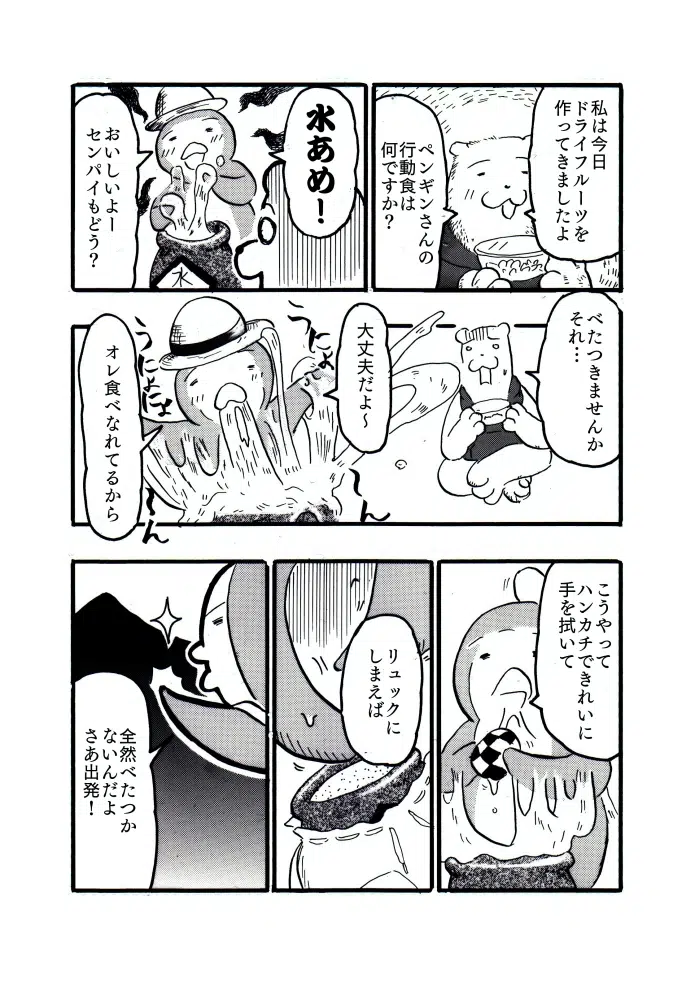 私は今日
ドライフルーツを
作ってきましたよ
ペンギンさんの
行動食は
何ですか？
水あめ！
おいしいよー
センパイもどう？
水
べたつきませんか
それ…
大丈夫だよ～
うにょーん
うにょにょ～ん
オレ食べなれてるから
こうやって
ハンカチできれいに
手を拭いて
リュックに
しまえば
全然べたつか
ないんだよ
さあ出発！